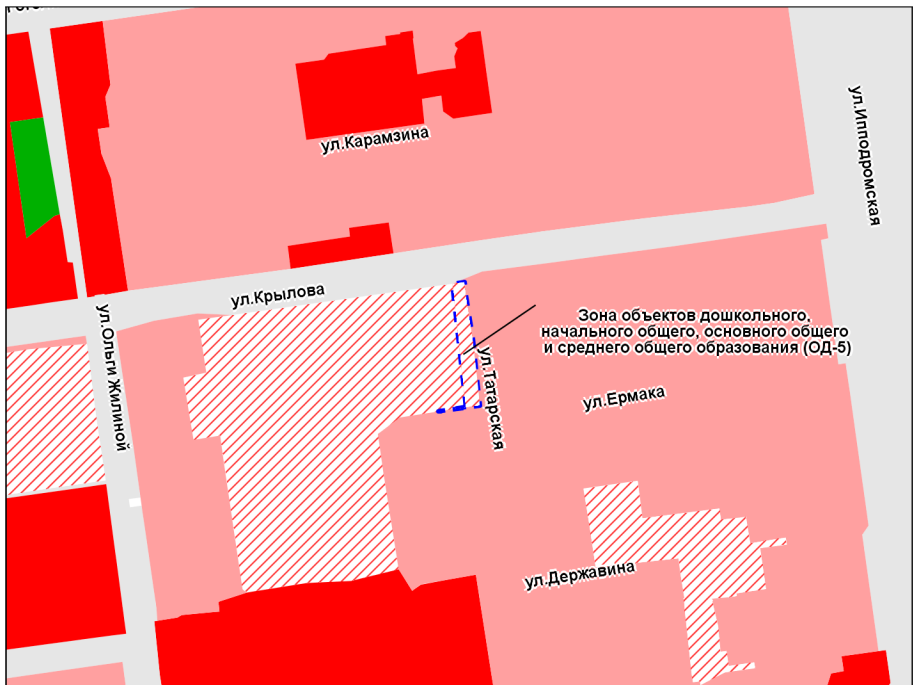 ул.Карамзина
ул.Ипподромская
ул.Крылова
ул.Ольги Жилиной
Зона объектов дошкольного,
начального общего, основного общего
и среднего общего образования (ОД-5)
ул.Татарская
ул.Ермака
ул.Державина